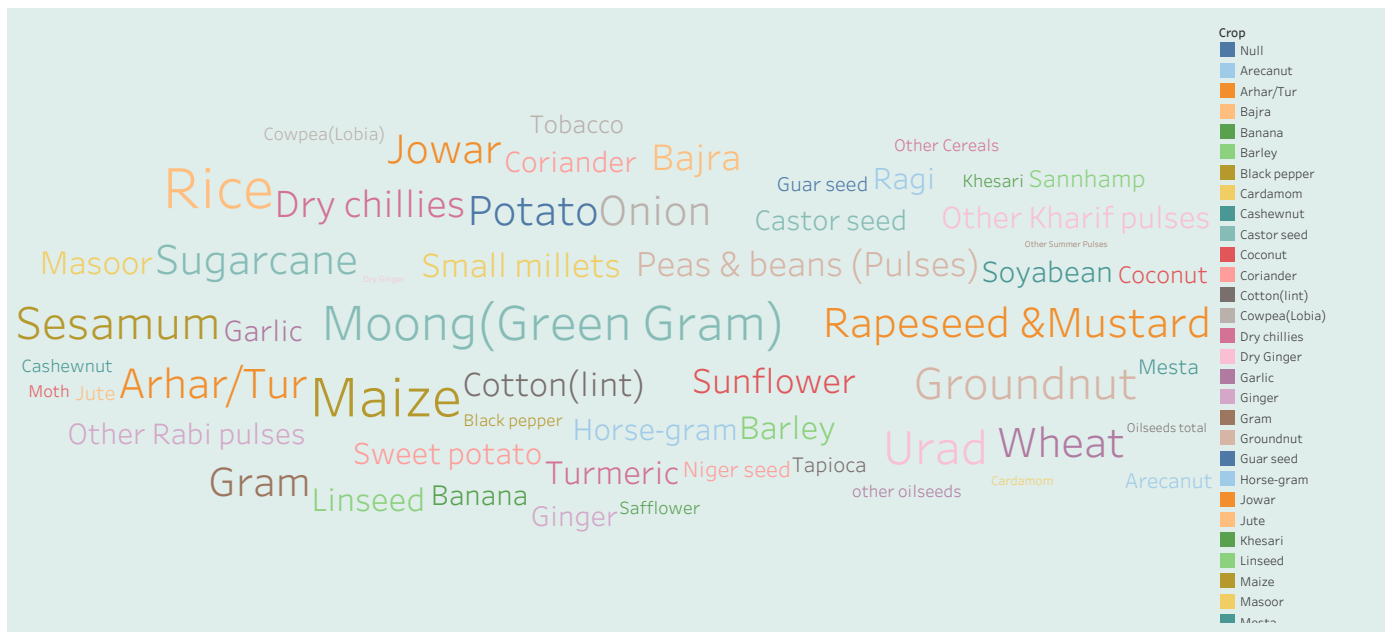 Cowpea(Lobia)
Jowar
Tobacco
Coriander
Bajra
Other Cereals
Rice
Dry chillies
Potato
Onion
Guar seed
Ragi
Khesari
Sannhamp
Castor seed
Other Kharif pulses
Other Summer Pulses
Masoor
Sugarcane
Dry Ginger
Small millets
Peas & beans (Pulses)
Soyabean
Coconut
Sesamum
Garlic
Moong(Green Gram)
Rapeseed &Mustard
Cashewnut
Moth
Jute
Arhar/Tur
Maize
Cotton(lint)
Sunflower
Groundnut
Mesta
Black pepper
Other Rabi pulses
Horse-gram
Barley
Urad
Wheat
Oilseeds total
Sweet potato
Gram
Linseed
Banana
Turmeric
Niger seed
Tapioca
other oilseeds
Cardamom
Arecanut
Ginger
Safflower
Crop
Null
Arecanut
Arhar/Tur
Bajra
Banana
Barley
Black pepper
Cardamom
Cashewnut
Castor seed
Coconut
Coriander
Cotton(lint)
Cowpea(Lobia)
Dry chillies
Dry Ginger
Garlic
Ginger
Gram
Groundnut
Guar seed
Horse-gram
Jowar
Jute
Khesari
Linseed
Maize
Masoor
Mesta